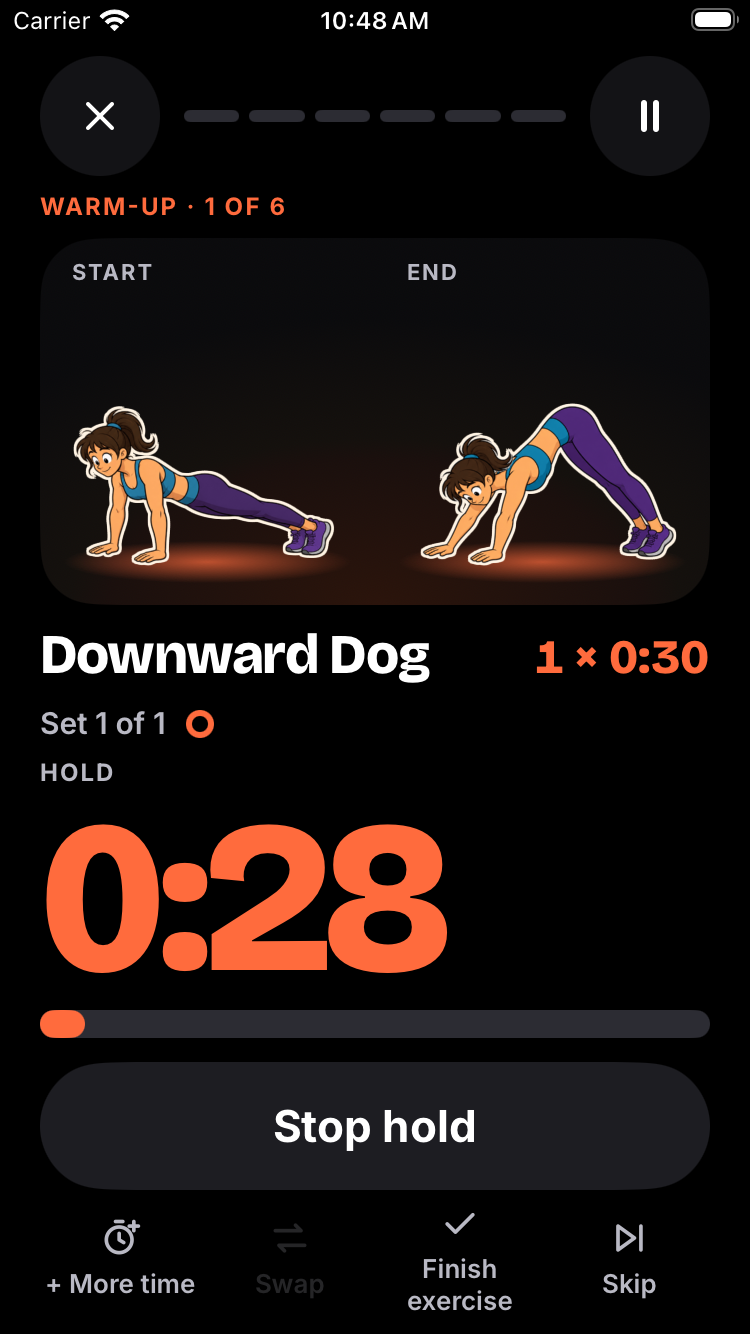 Carrier 10:48 AM
WARM-UP · 1 OF 6
START END
Downward Dog 1 × 0:30
Set 1 of 1
HOLD
0:28
Stop hold
+ More time Swap Finish exercise Skip